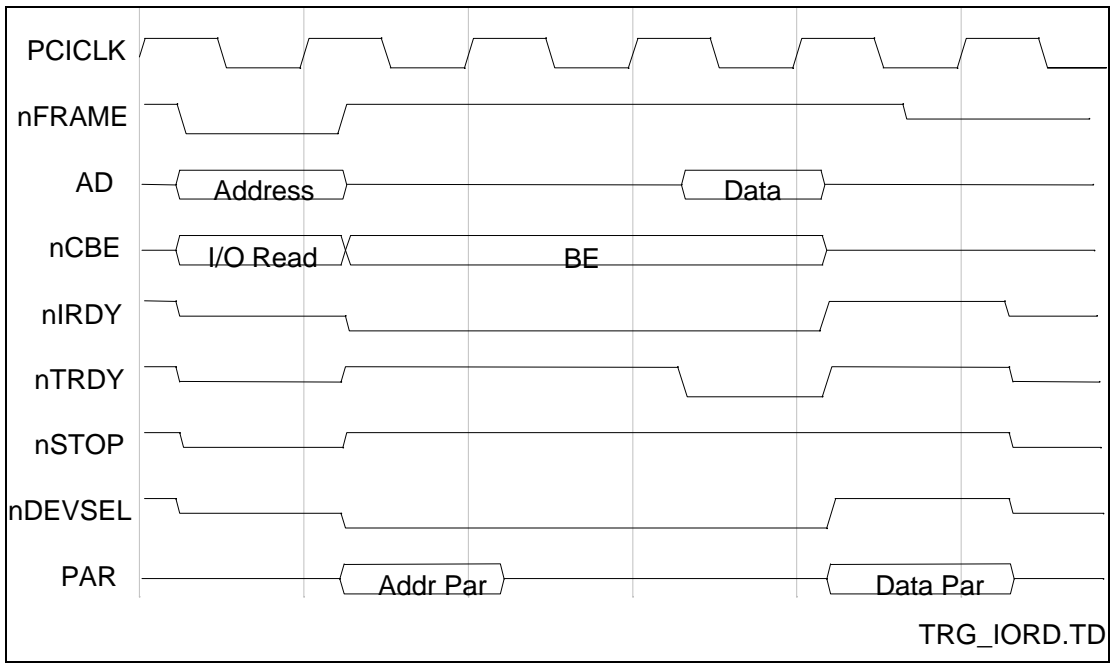 PCICLK
nFRAME
AD Address Data
nCBE I/O Read BE
nIRDY
nTRDY
nSTOP
nDEVSEL
PAR Addr Par Data Par
TRG_IORD.TD